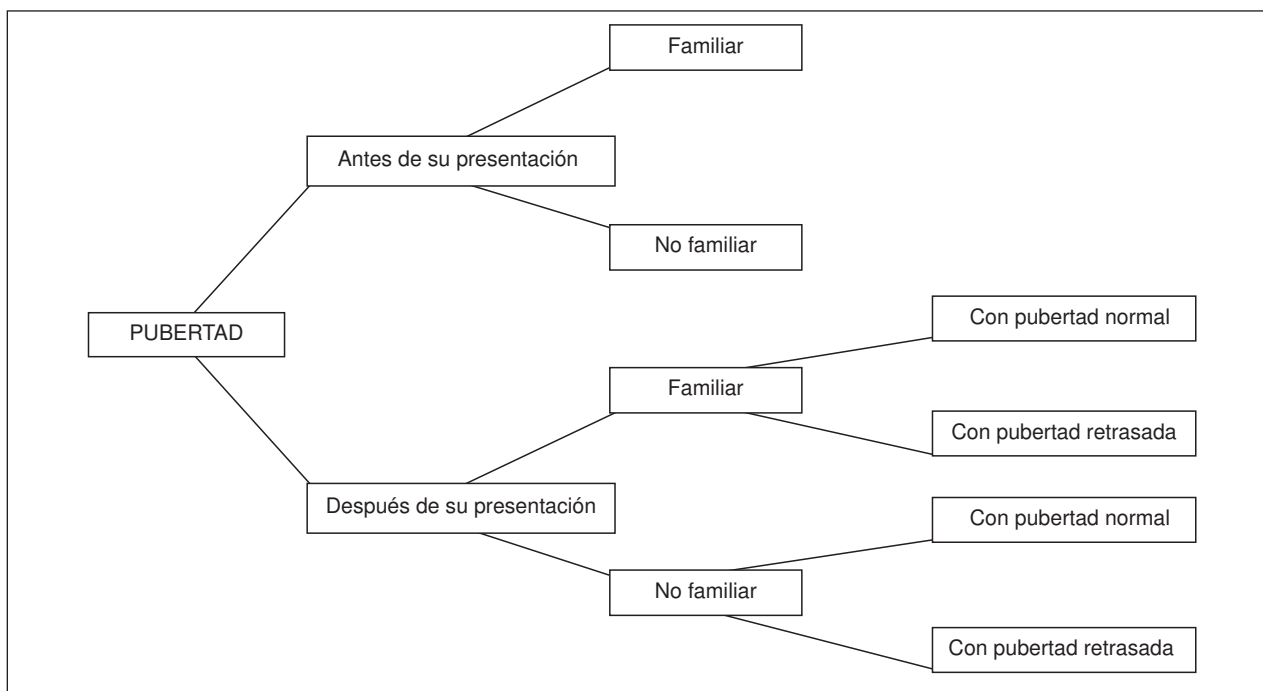 Familiar
Antes de su presentación
No familiar
PUBERTAD
Con pubertad normal
Familiar
Con pubertad retrasada
Después de su presentación
Con pubertad normal
No familiar
Con pubertad retrasada